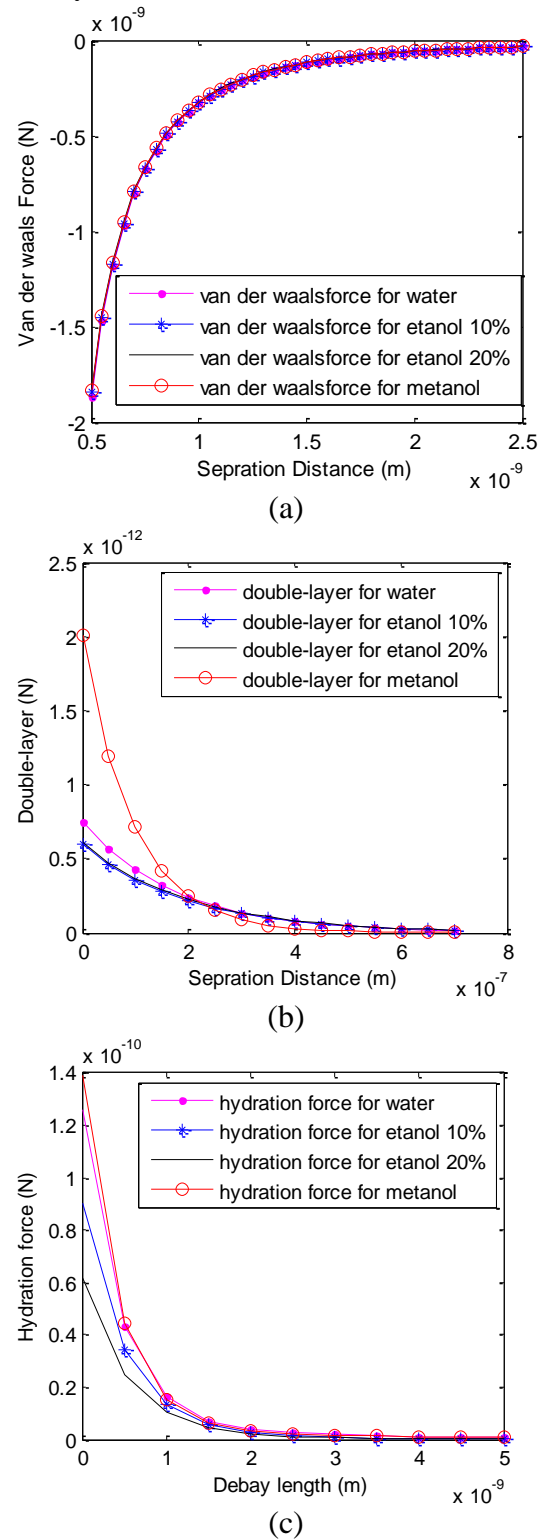 x 10^-9
0
-0.5
-1
-1.5
-2
Van der waals Force (N)
van der waalsforce for water
van der waalsforce for etanol 10%
van der waalsforce for etanol 20%
van der waalsforce for metanol
0.5 1 1.5 2 2.5
Sepration Distance (m)
x 10^-9
(a)
x 10^-12
2.5
2
1.5
1
0.5
0
Double-layer (N)
double-layer for water
double-layer for etanol 10%
double-layer for etanol 20%
double-layer for metanol
0 2 4 6 8
Sepration Distance (m)
x 10^-7
(b)
x 10^-10
1.4
1.2
1
0.8
0.6
0.4
0.2
0
Hydration force (N)
hydration force for water
hydration force for etanol 10%
hydration force for etanol 20%
hydration force for metanol
0 1 2 3 4 5
Debay length (m)
x 10^-9
(c)